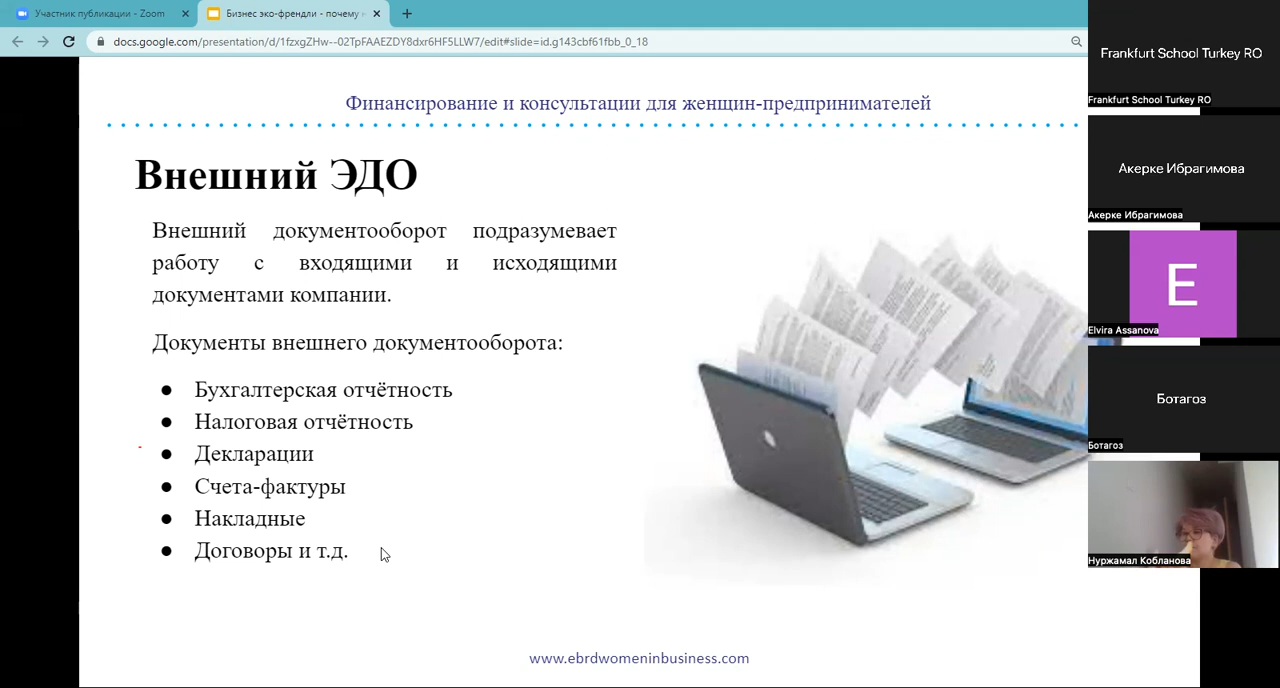 Участник публикации - Zoom
Бизнес эко-френдли - почему н
docs.google.com/presentation/d/1fzxgZHw--02TpFAAEZDY8dxr6HF5LLW7/edit#slide=id.g143cbf61fbb_0_18
Финансирование и консультации для женщин-предпринимателей
Внешний ЭДО
Внешний документооборот подразумевает
работу с входящими и исходящими
документами компании.
Документы внешнего документооборота:
● Бухгалтерская отчётность
● Налоговая отчётность
● Декларации
● Счета-фактуры
● Накладные
● Договоры и т.д.
www.ebrdwomeninbusiness.com
Frankfurt School Turkey RO
Frankfurt School Turkey RO
Акерке Ибрагимова
Акерке Ибрагимова
E
Elvira Assanova
Ботагоз
Ботагоз
Нуржамал Кобланова